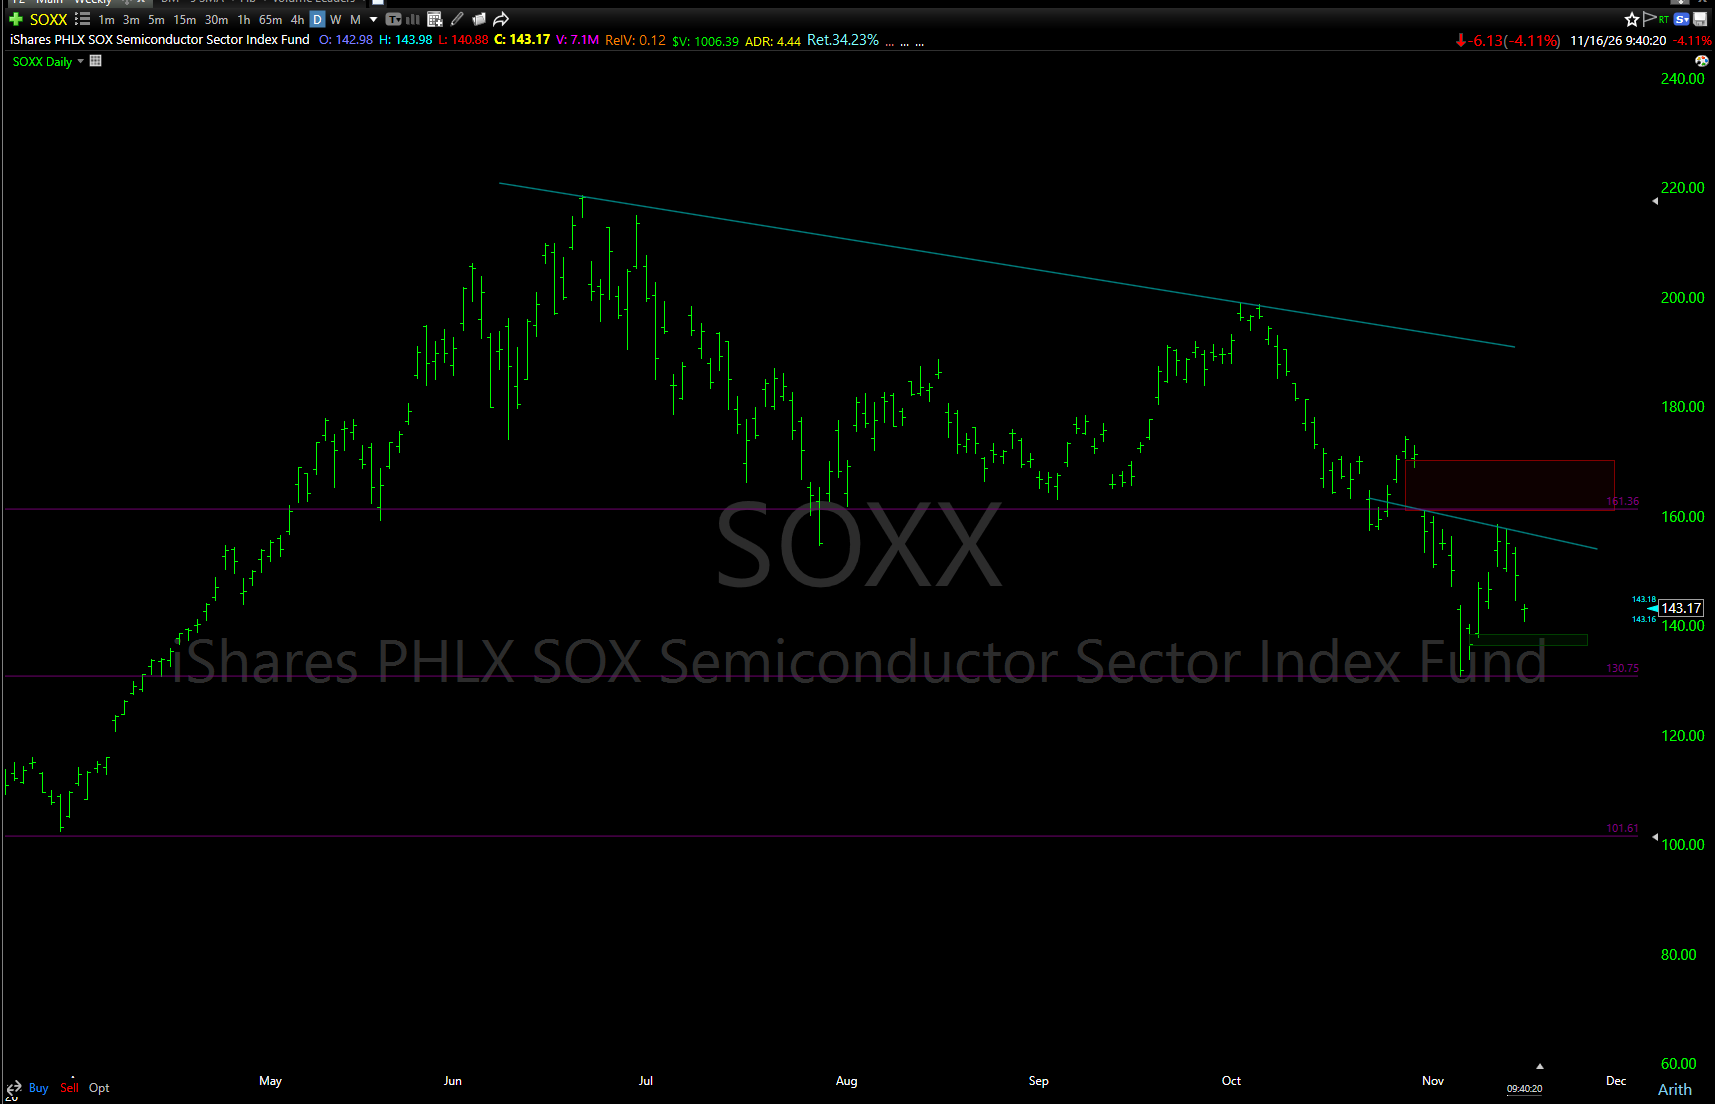 SOXX 1m 3m 5m 15m 30m 1h 65m 4h D W M T RT S
iShares PHLX SOX Semiconductor Sector Index Fund O: 142.98 H: 143.98 L: 140.88 C: 143.17 V: 7.1M RelV: 0.12 $V: 1006.39 ADR: 4.44 Ret.34.23% ... ... ... -6.13(-4.11%) 11/16/26 9:40:20 -4.11%
SOXX Daily
240.00
220.00
200.00
180.00
161.36
160.00
SOXX
143.18
143.17
143.16
140.00
iShares PHLX SOX Semiconductor Sector Index Fund
130.75
120.00
101.61
100.00
80.00
60.00
May Jun Jul Aug Sep Oct Nov Dec
Buy Sell Opt 09:40:20 Arith